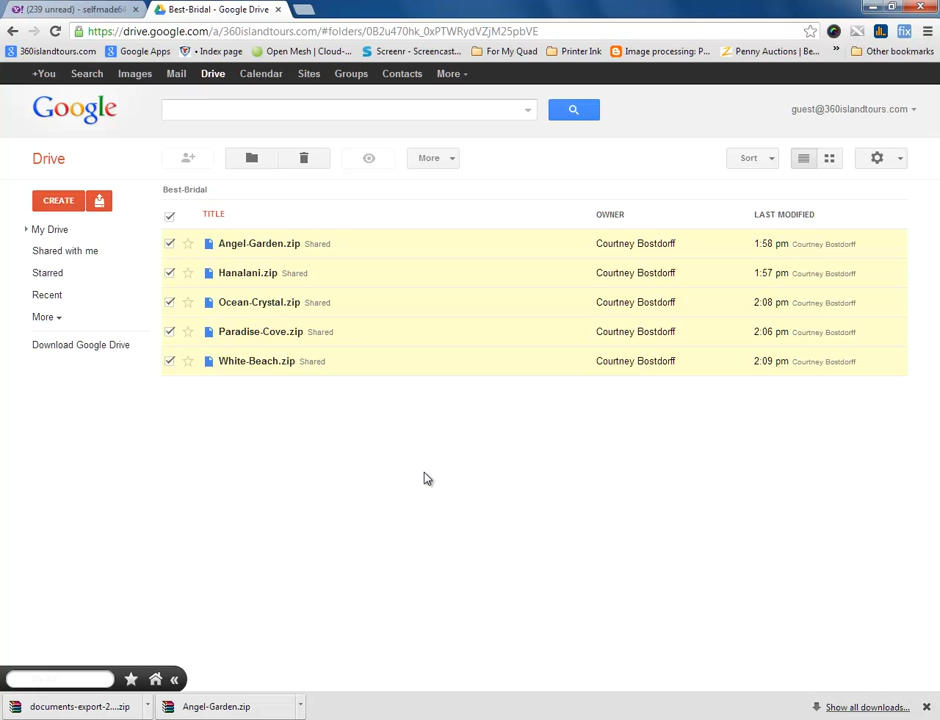 (239 unread) - selfmade6
Best-Bridal - Google Drive
https://drive.google.com/a/360islandtours.com/#folders/0B2u470hk_0xPTWRydVZjM25pbVE
360islandtours.com Google Apps • Index page Open Mesh | Cloud-... Screenr - Screencast... For My Quad Printer Ink Image processing: P... Penny Auctions | Be... » Other bookmarks
+You Search Images Mail Drive Calendar Sites Groups Contacts More
Google
guest@360islandtours.com
Drive
More
Sort
Best-Bridal
CREATE
TITLE OWNER LAST MODIFIED
My Drive
Angel-Garden.zip Shared Courtney Bostdorff 1:58 pm Courtney Bostdorff
Shared with me
Hanalani.zip Shared Courtney Bostdorff 1:57 pm Courtney Bostdorff
Starred
Ocean-Crystal.zip Shared Courtney Bostdorff 2:08 pm Courtney Bostdorff
Recent
More
Paradise-Cove.zip Shared Courtney Bostdorff 2:06 pm Courtney Bostdorff
Download Google Drive
White-Beach.zip Shared Courtney Bostdorff 2:09 pm Courtney Bostdorff
documents-export-2....zip
Angel-Garden.zip
Show all downloads...